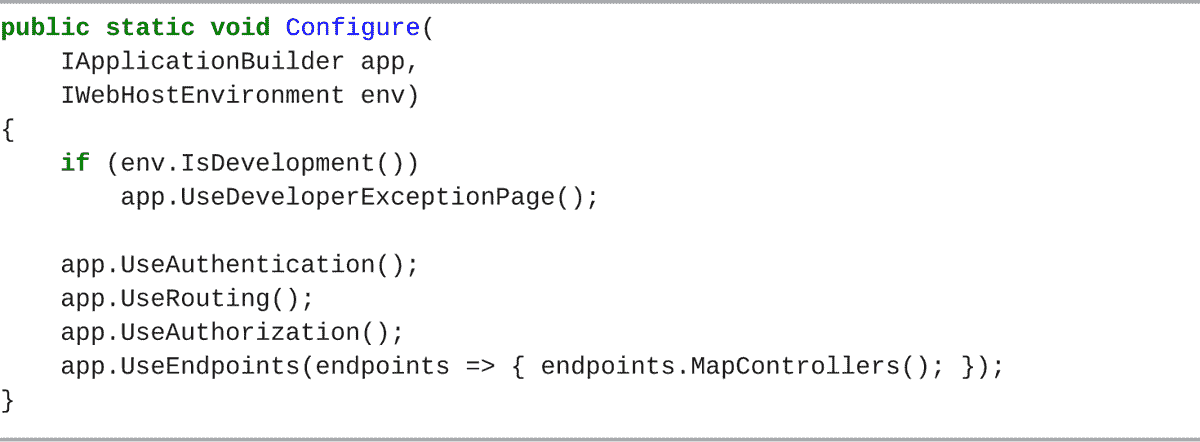 public static void Configure(
    IApplicationBuilder app,
    IWebHostEnvironment env)
{
    if (env.IsDevelopment())
        app.UseDeveloperExceptionPage();

    app.UseAuthentication();
    app.UseRouting();
    app.UseAuthorization();
    app.UseEndpoints(endpoints => { endpoints.MapControllers(); });
}